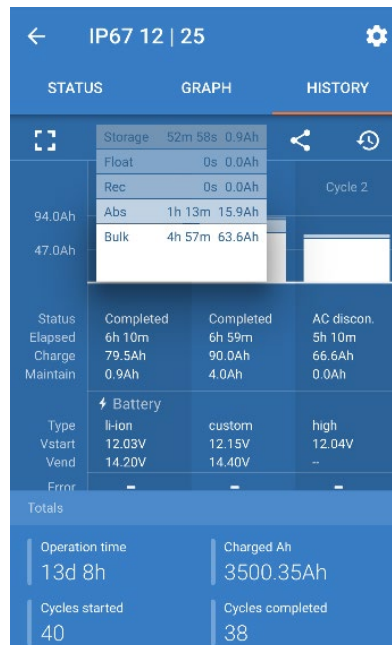 IP67 12 | 25
STATUS GRAPH HISTORY
Storage 52m 58s 0.9Ah
Float 0s 0.0Ah
Rec 0s 0.0Ah
Abs 1h 13m 15.9Ah
Bulk 4h 57m 63.6Ah
Cycle 2
94.0Ah
47.0Ah
Status Completed Completed AC discon.
Elapsed 6h 10m 6h 59m 5h 10m
Charge 79.5Ah 90.0Ah 66.6Ah
Maintain 0.9Ah 4.0Ah 0.0Ah
Battery
Type li-ion custom high
Vstart 12.03V 12.15V 12.04V
Vend 14.20V 14.40V --
Error - - -
Totals
Operation time Charged Ah
13d 8h 3500.35Ah
Cycles started Cycles completed
40 38